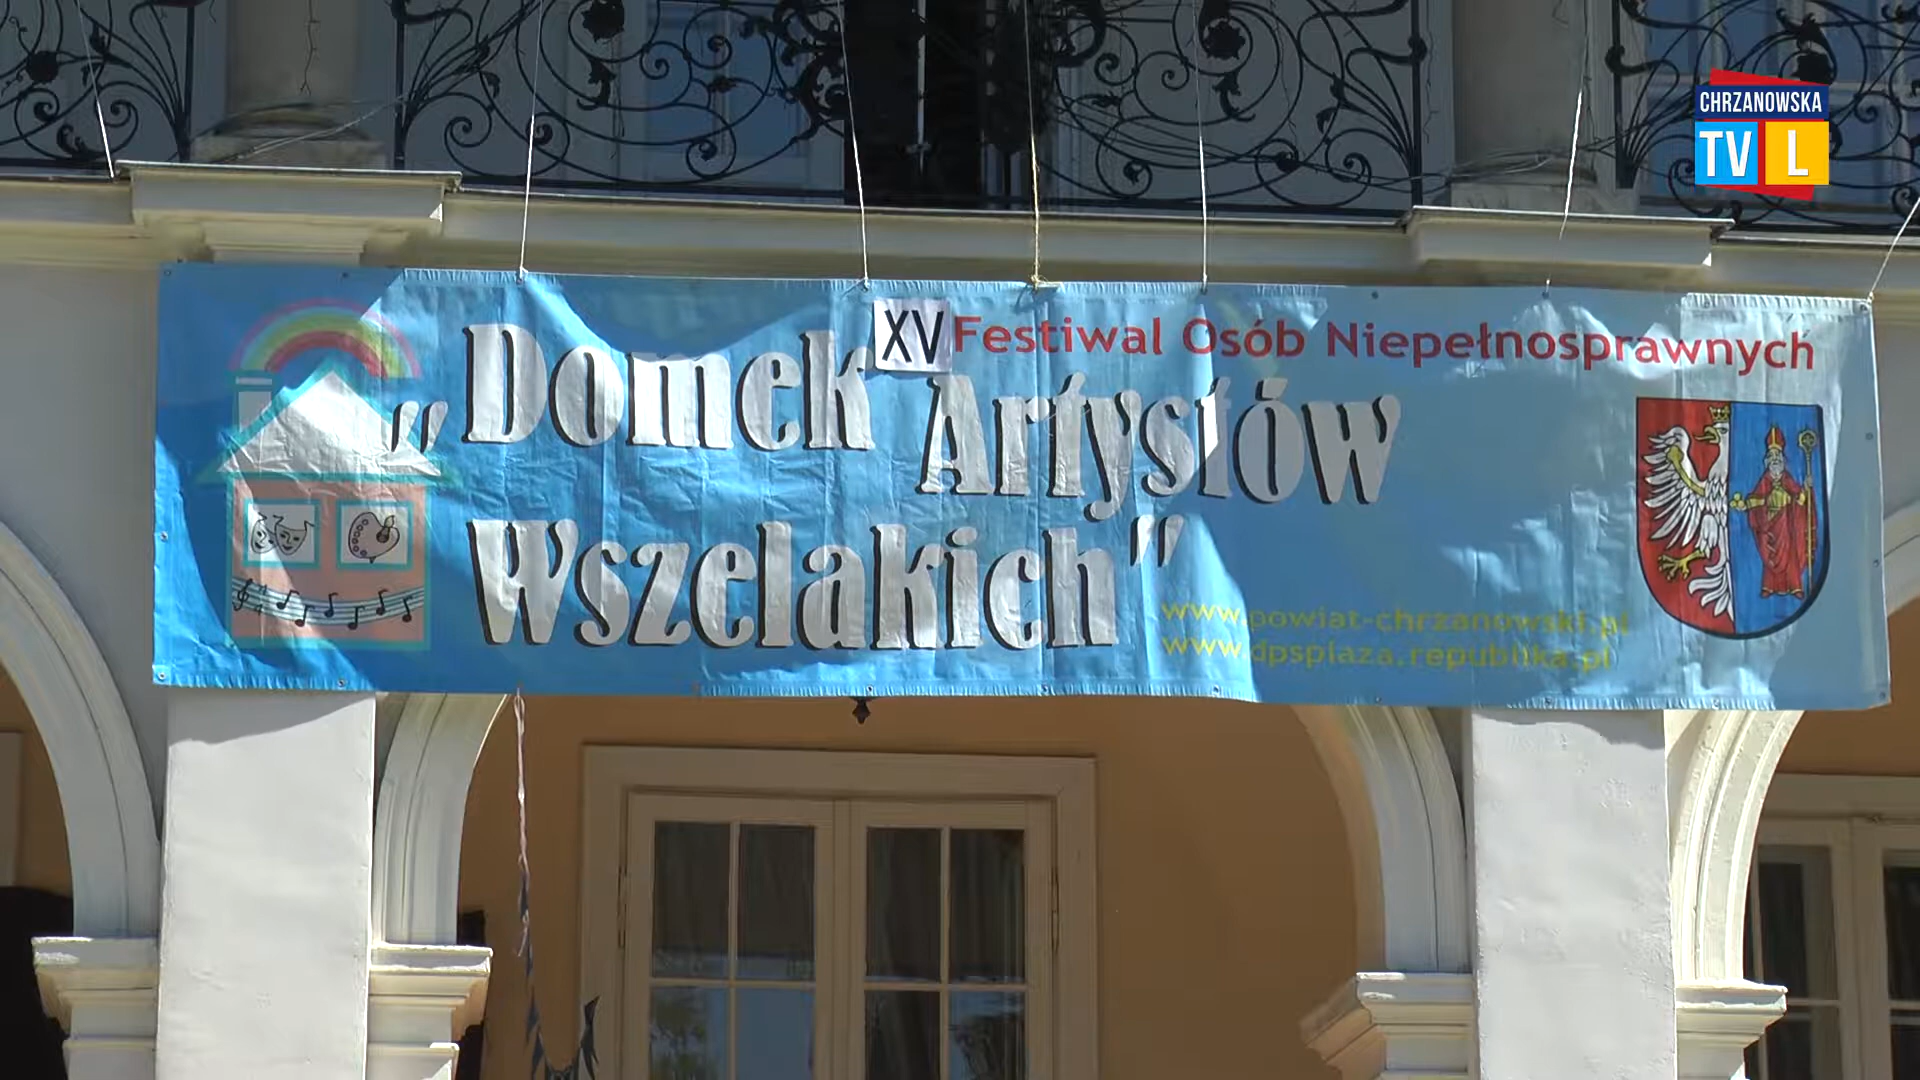 CHRZANOWSKA
TV L
XV Festiwal Osób Niepełnosprawnych
„Domek Artystów
Wszelakich"
www.powiat-chrzanowski.pl
www.dpsplaza.republika.pl